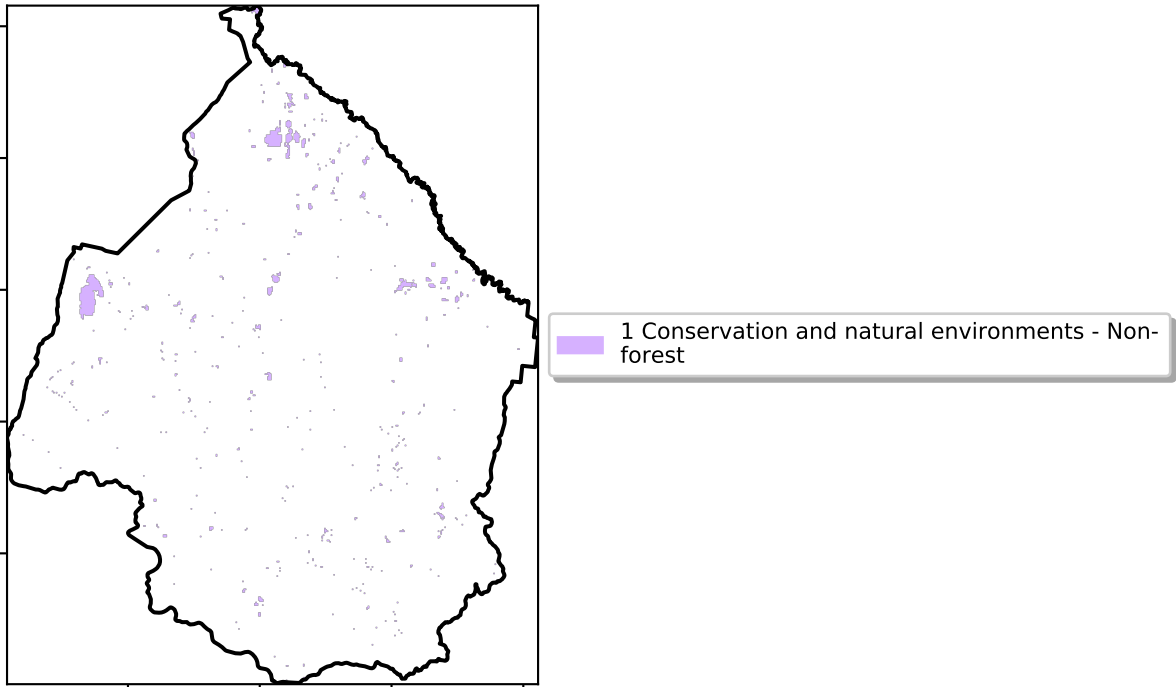 1 Conservation and natural environments - Non-
forest